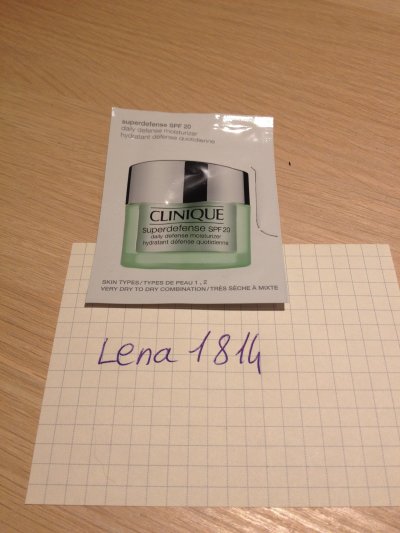 superdefense SPF 20
daily defense moisturizer
hydratant défense quotidienne
CLINIQUE
Superdefense SPF 20
daily defense moisturizer
hydratant défense quotidienne
SKIN TYPES/TYPES DE PEAU 1, 2
VERY DRY TO DRY COMBINATION/TRÈS SÈCHE À MIXTE
Lena 1814